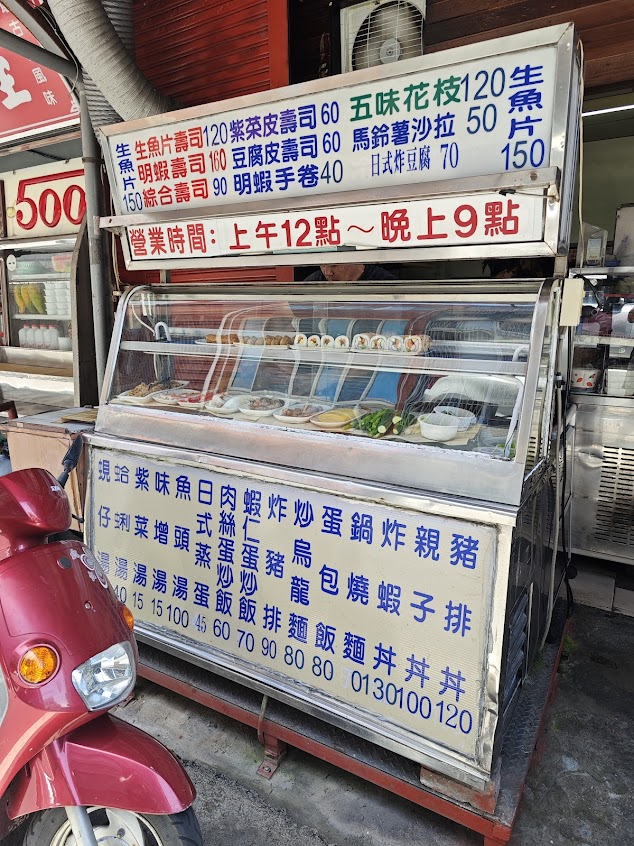 古
風味
王
500
生魚片150
生魚片壽司120 紫菜皮壽司60 五味花枝120
明蝦壽司160 豆腐皮壽司60 馬鈴薯沙拉50
綜合壽司90 明蝦手卷40 日式炸豆腐70
生魚片150
營業時間：上午12點～晚上9點
豬排丼120
親子丼100
炸蝦丼130
鍋燒麵
蛋包飯80
炒烏龍麵80
炸豬排90
蝦仁蛋炒飯70
肉絲蛋炒飯60
日式蒸蛋45
魚頭湯100
味增湯15
紫菜湯15
蛤蜊湯40
蜆仔湯